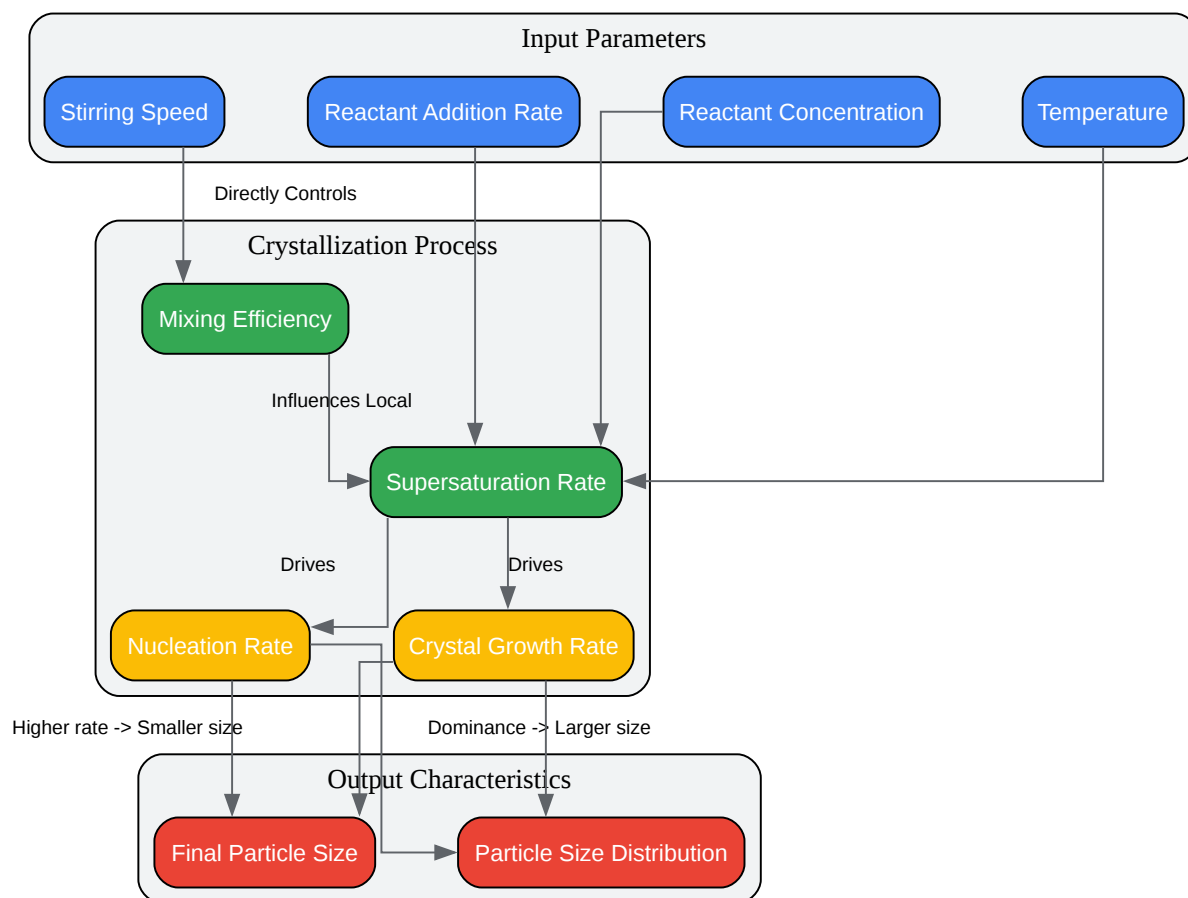 Input Parameters
Stirring Speed
Reactant Addition Rate
Reactant Concentration
Temperature
Directly Controls
Crystallization Process
Mixing Efficiency
Influences Local
Supersaturation Rate
Drives
Drives
Nucleation Rate
Crystal Growth Rate
Higher rate -> Smaller size
Dominance -> Larger size
Output Characteristics
Final Particle Size
Particle Size Distribution